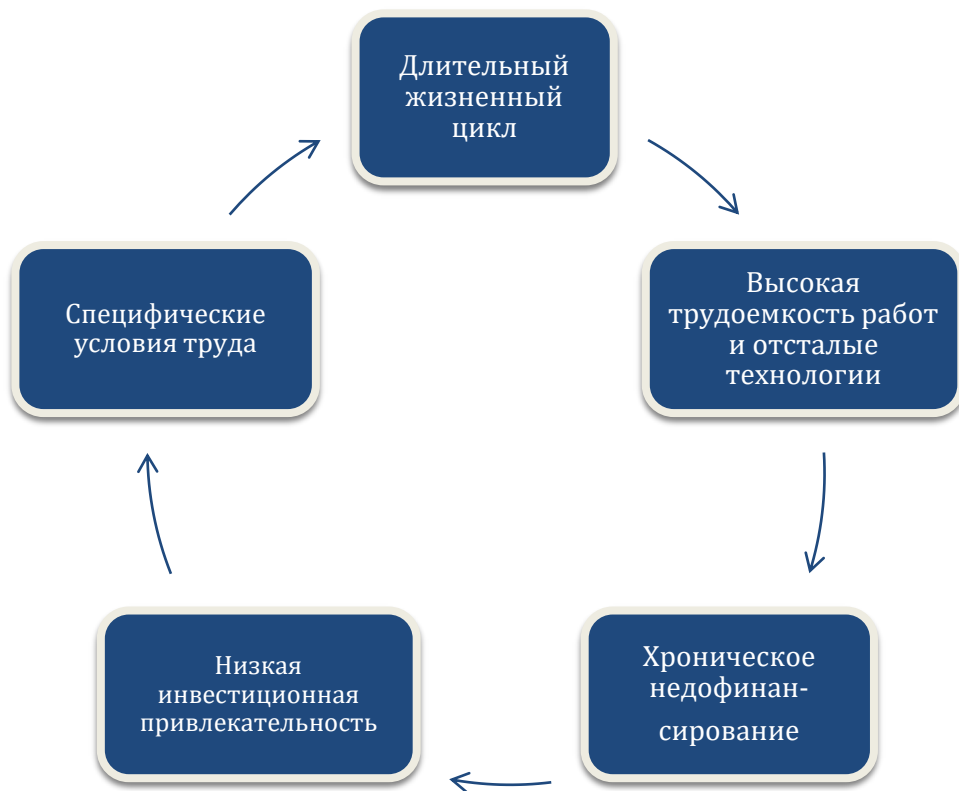 Длительный
жизненный
цикл
Высокая
трудоемкость работ
и отсталые
технологии
Хроническое
недофинан-
сирование
Низкая
инвестиционная
привлекательность
Специфические
условия труда